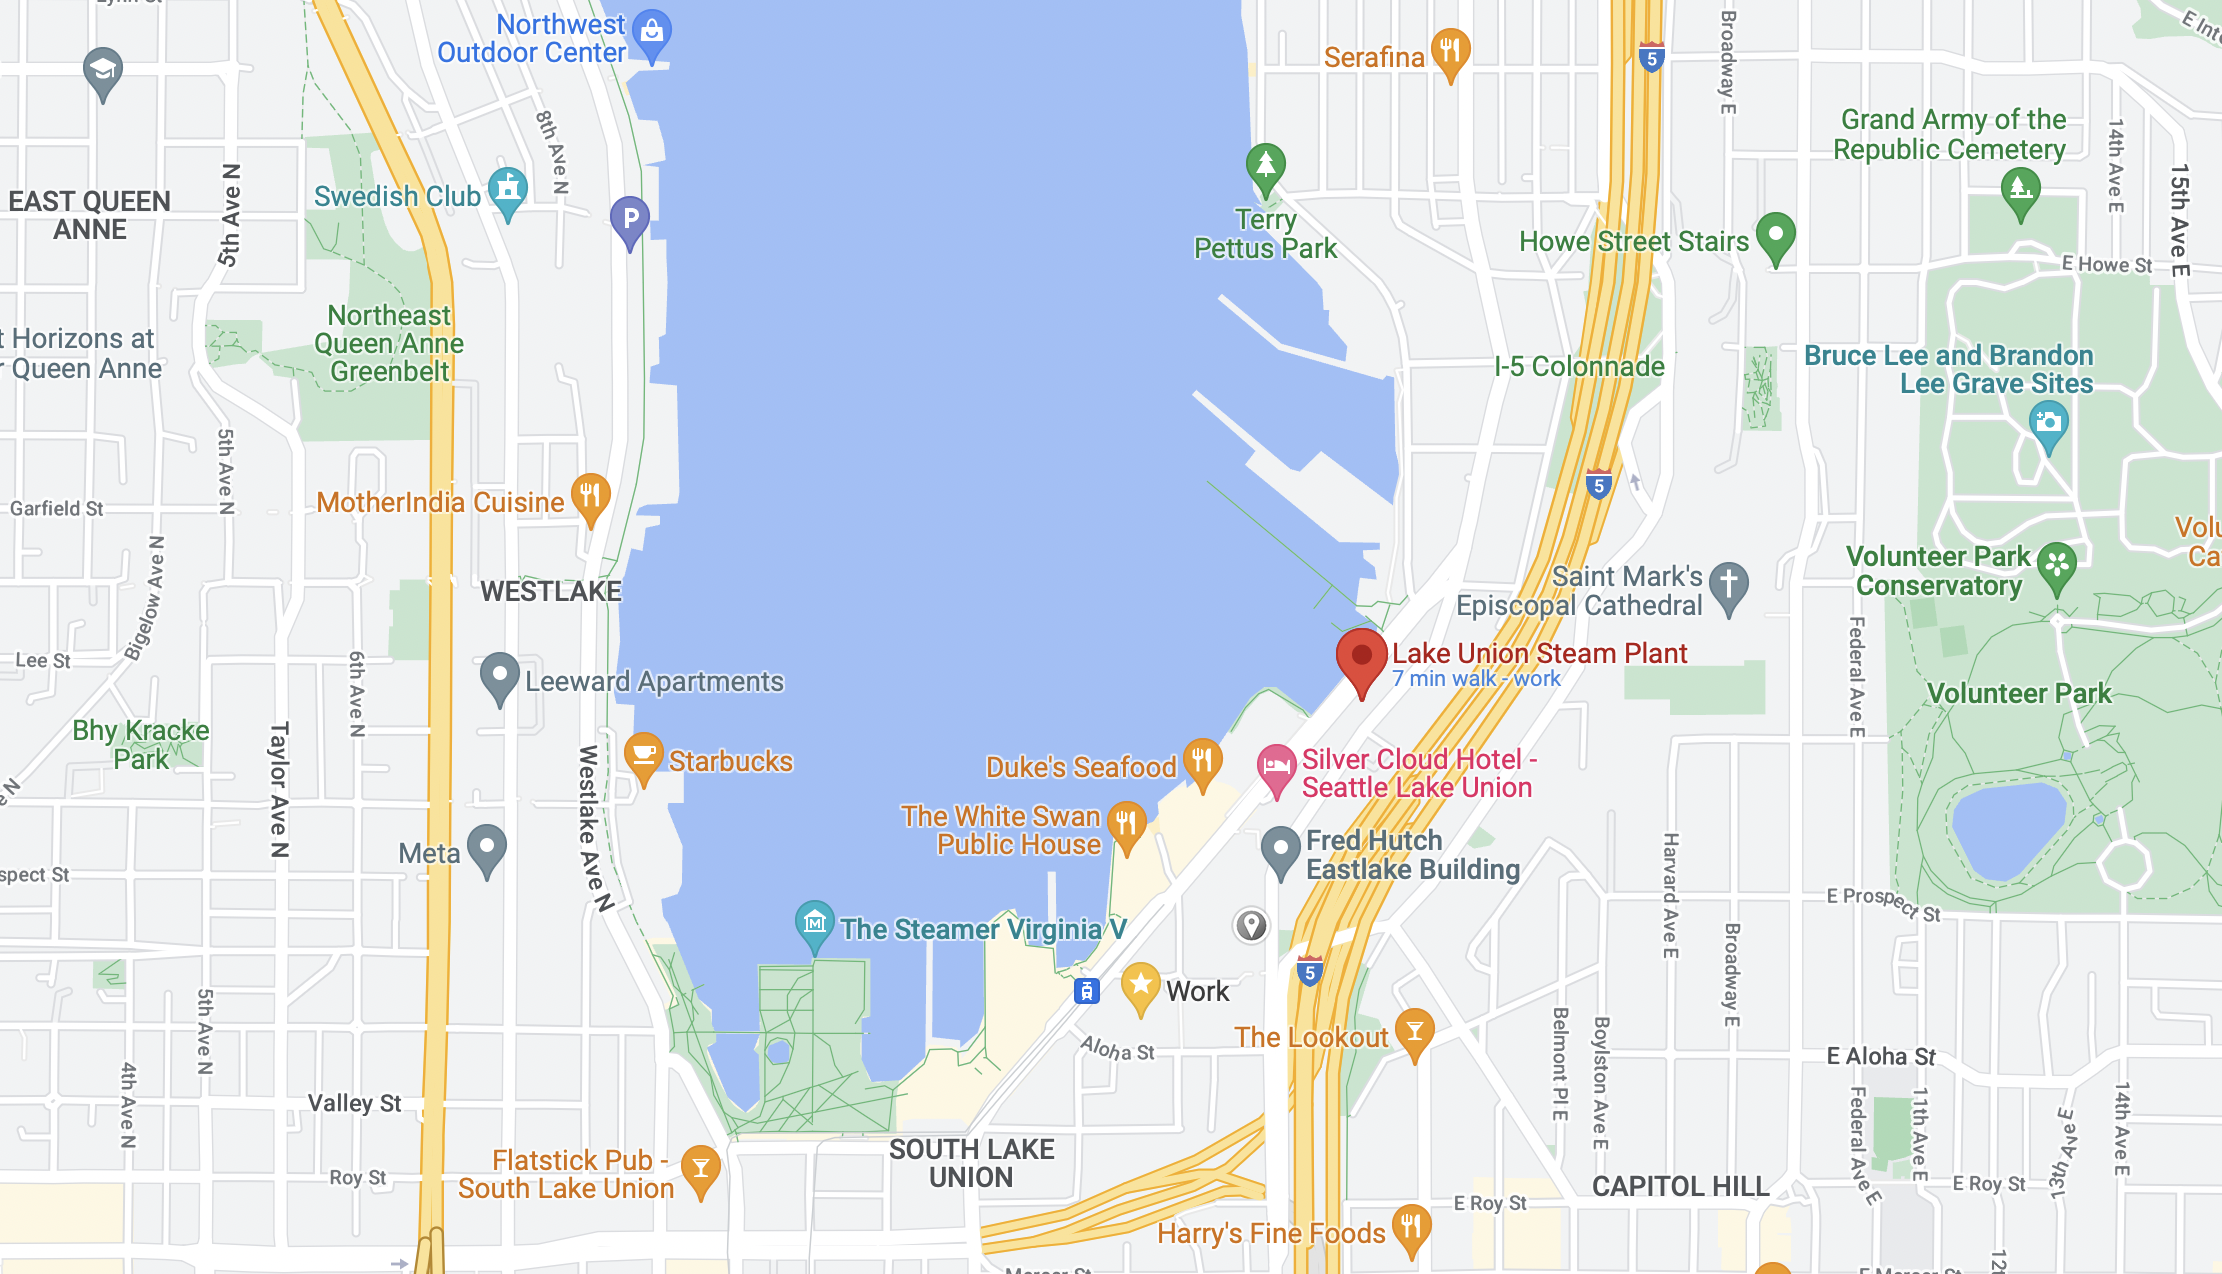 Lynn St
Northwest
Outdoor Center
Serafina
5
Broadway E
E Inte
8th Ave N
Grand Army of the
Republic Cemetery
14th Ave E
15th Ave E
EAST QUEEN
ANNE
5th Ave N
Swedish Club
P
Terry
Pettus Park
Howe Street Stairs
E Howe St
Northeast
Queen Anne
Greenbelt
t Horizons at
r Queen Anne
I-5 Colonnade
Bruce Lee and Brandon
Lee Grave Sites
5th Ave N
MotherIndia Cuisine
5
Garfield St
Volu
Ca
Bigelow Ave N
WESTLAKE
Saint Mark's
Episcopal Cathedral
Volunteer Park
Conservatory
Lee St
6th Ave N
Leeward Apartments
Lake Union Steam Plant
7 min walk - work
Federal Ave E
Volunteer Park
Bhy Kracke
Park
Taylor Ave N
Westlake Ave N
Starbucks
Duke's Seafood
Silver Cloud Hotel -
Seattle Lake Union
e N
The White Swan
Public House
Meta
Fred Hutch
Eastlake Building
Harvard Ave E
spect St
E Prospect St
The Steamer Virginia V
M
Broadway E
5
Work
5th Ave N
The Lookout
Aloha St
Belmont Pl E
Boylston Ave E
E Aloha St
4th Ave N
Valley St
Federal Ave E
11th Ave E
13th Ave E
14th Ave E
SOUTH LAKE
UNION
Flatstick Pub -
South Lake Union
Roy St
CAPITOL HILL
E Roy St
E Roy St
Harry's Fine Foods
12t
Mercer St
E Mercer St